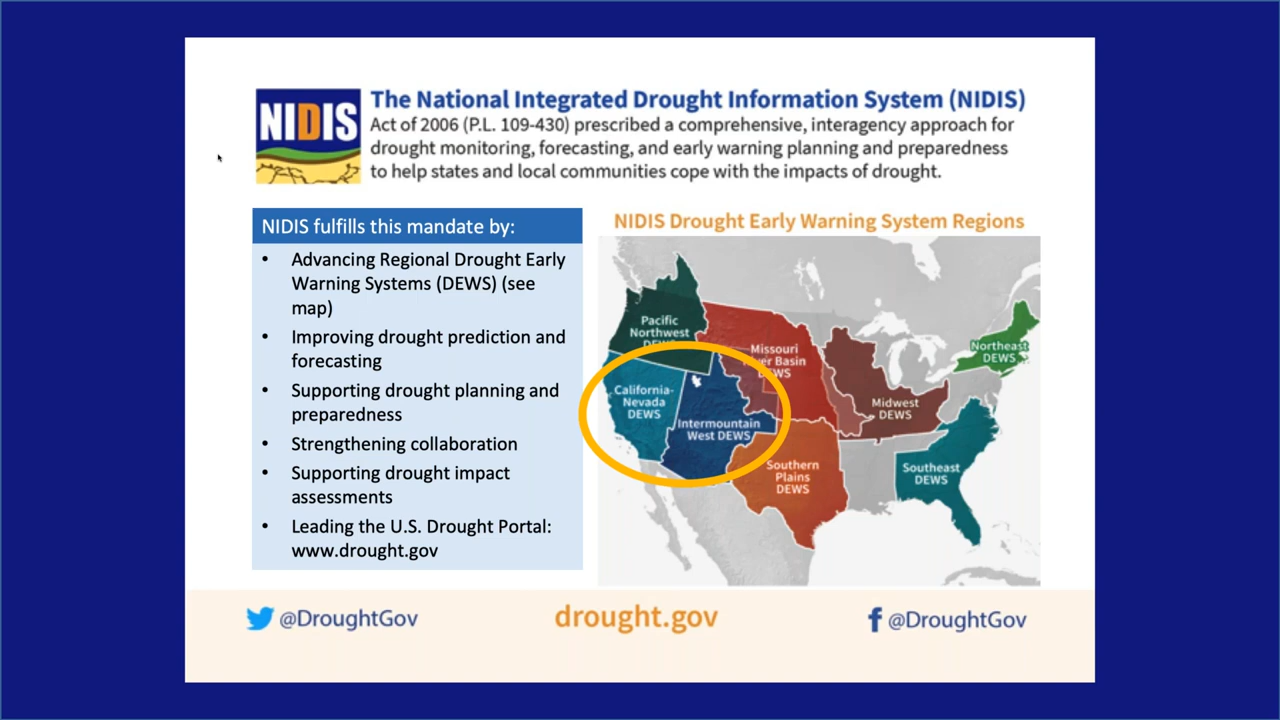 NIDIS
The National Integrated Drought Information System (NIDIS)
Act of 2006 (P.L. 109-430) prescribed a comprehensive, interagency approach for
drought monitoring, forecasting, and early warning planning and preparedness
to help states and local communities cope with the impacts of drought.
NIDIS fulfills this mandate by:
• Advancing Regional Drought Early
Warning Systems (DEWS) (see
map)
• Improving drought prediction and
forecasting
• Supporting drought planning and
preparedness
• Strengthening collaboration
• Supporting drought impact
assessments
• Leading the U.S. Drought Portal:
www.drought.gov
NIDIS Drought Early Warning System Regions
Pacific
Northwest
DEWS
Missouri
River Basin
DEWS
Northeast
DEWS
California-
Nevada
DEWS
Midwest
DEWS
Intermountain
West DEWS
Southern
Plains
DEWS
Southeast
DEWS
@DroughtGov
drought.gov
@DroughtGov